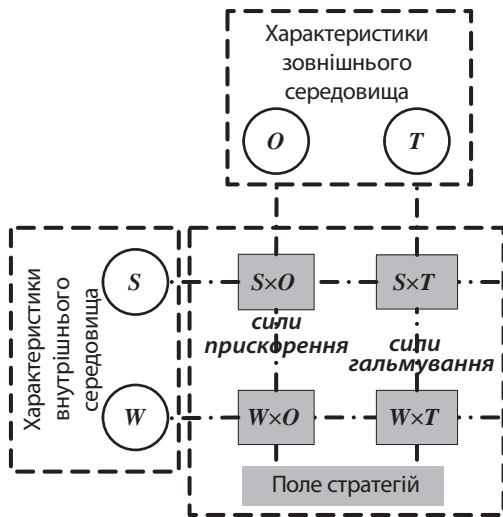 Характеристики
зовнішнього
середовища
O T
Характеристики
внутрішнього
середовища
S S×O S×T
сили
прискорення
сили
гальмування
W W×O W×T
Поле стратегій